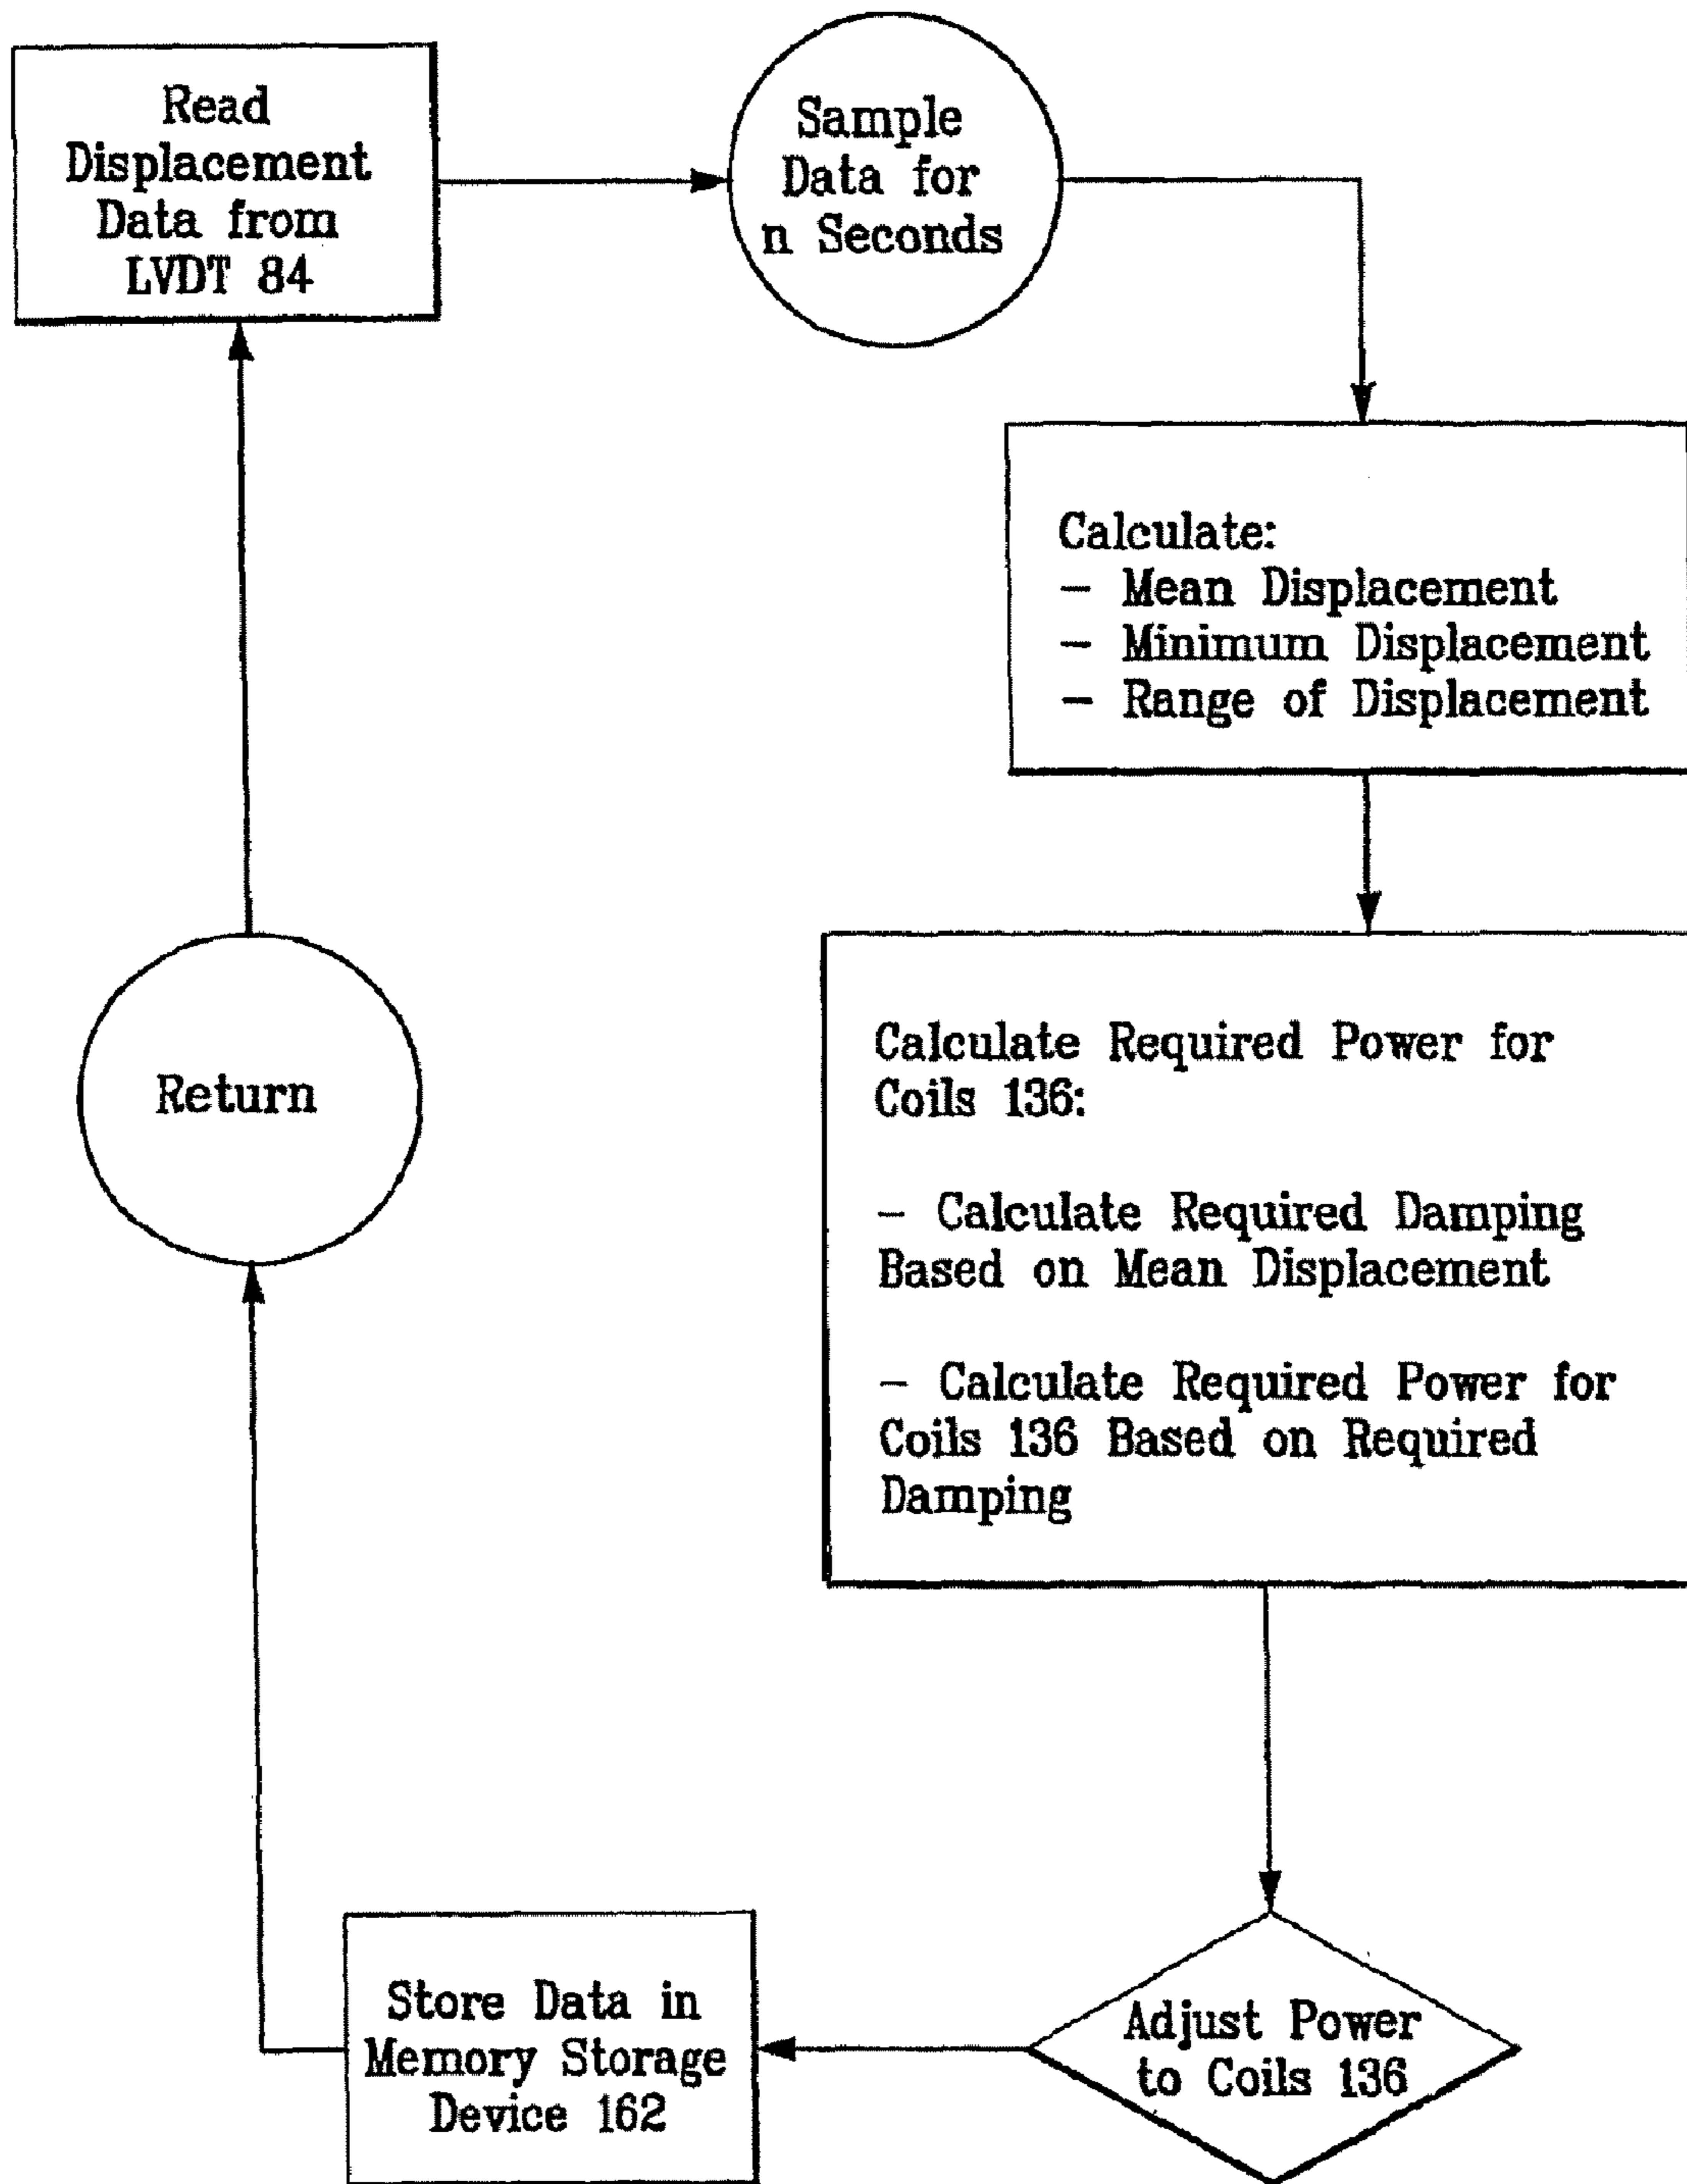 Read
Displacement
Data from
LVDT 84
Sample
Data for
n Seconds
Calculate:
- Mean Displacement
- Minimum Displacement
- Range of Displacement
Calculate Required Power for
Coils 136:
- Calculate Required Damping
Based on Mean Displacement
- Calculate Required Power for
Coils 136 Based on Required
Damping
Adjust Power
to Coils 136
Store Data in
Memory Storage
Device 162
Return